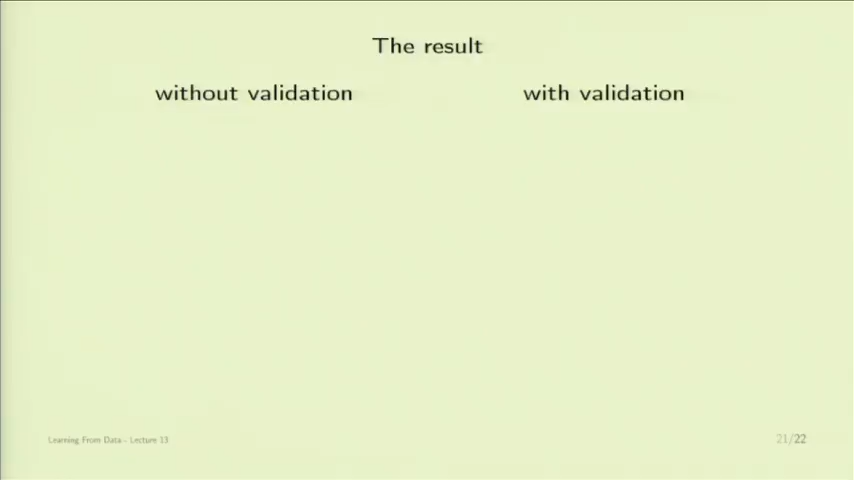 The result
without validation
with validation
Learning From Data - Lecture 13
21/22